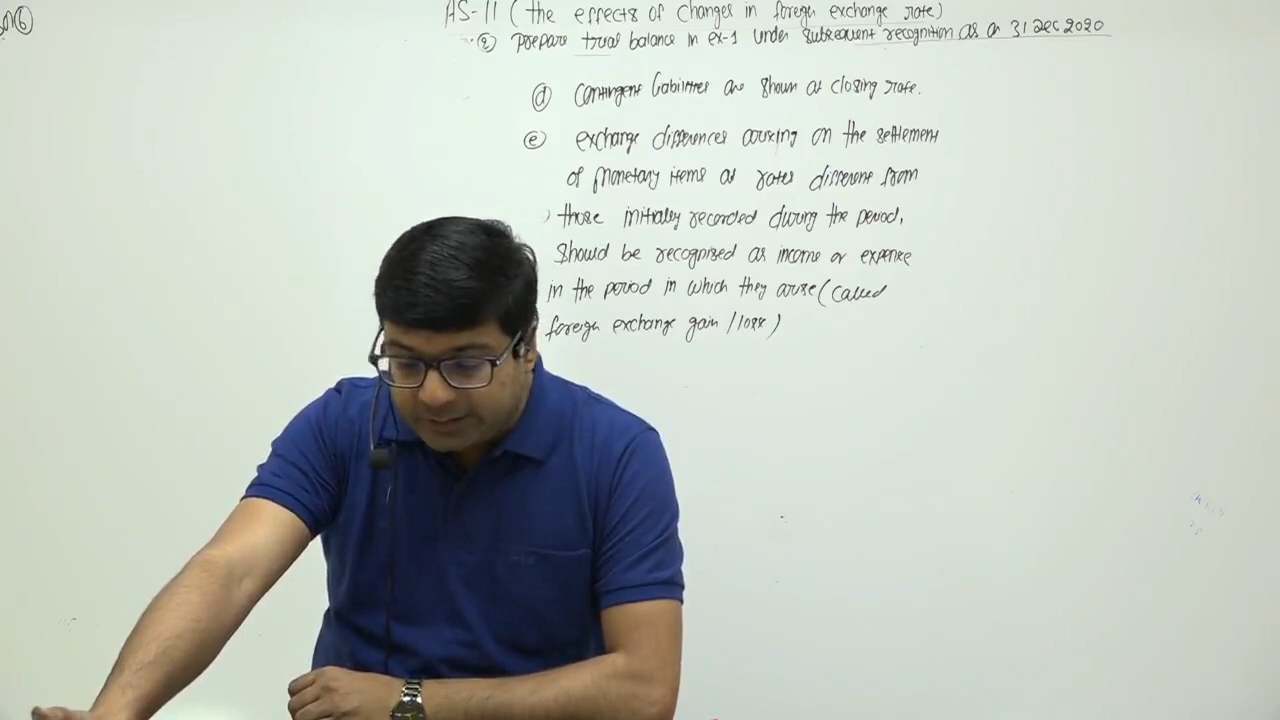 AS-11 (the effects of changes in foreign exchange rate)
Q Prepare trial balance in ex-1 under subsequent recognition as on 31 Dec 2020
d contingent liabilities are shown at closing rate.
e exchange differences arising on the settlement
of monetary items at rates different from
those initially recorded during the period,
should be recognised as income or expense
in the period in which they arise (called
foreign exchange gain / loss)